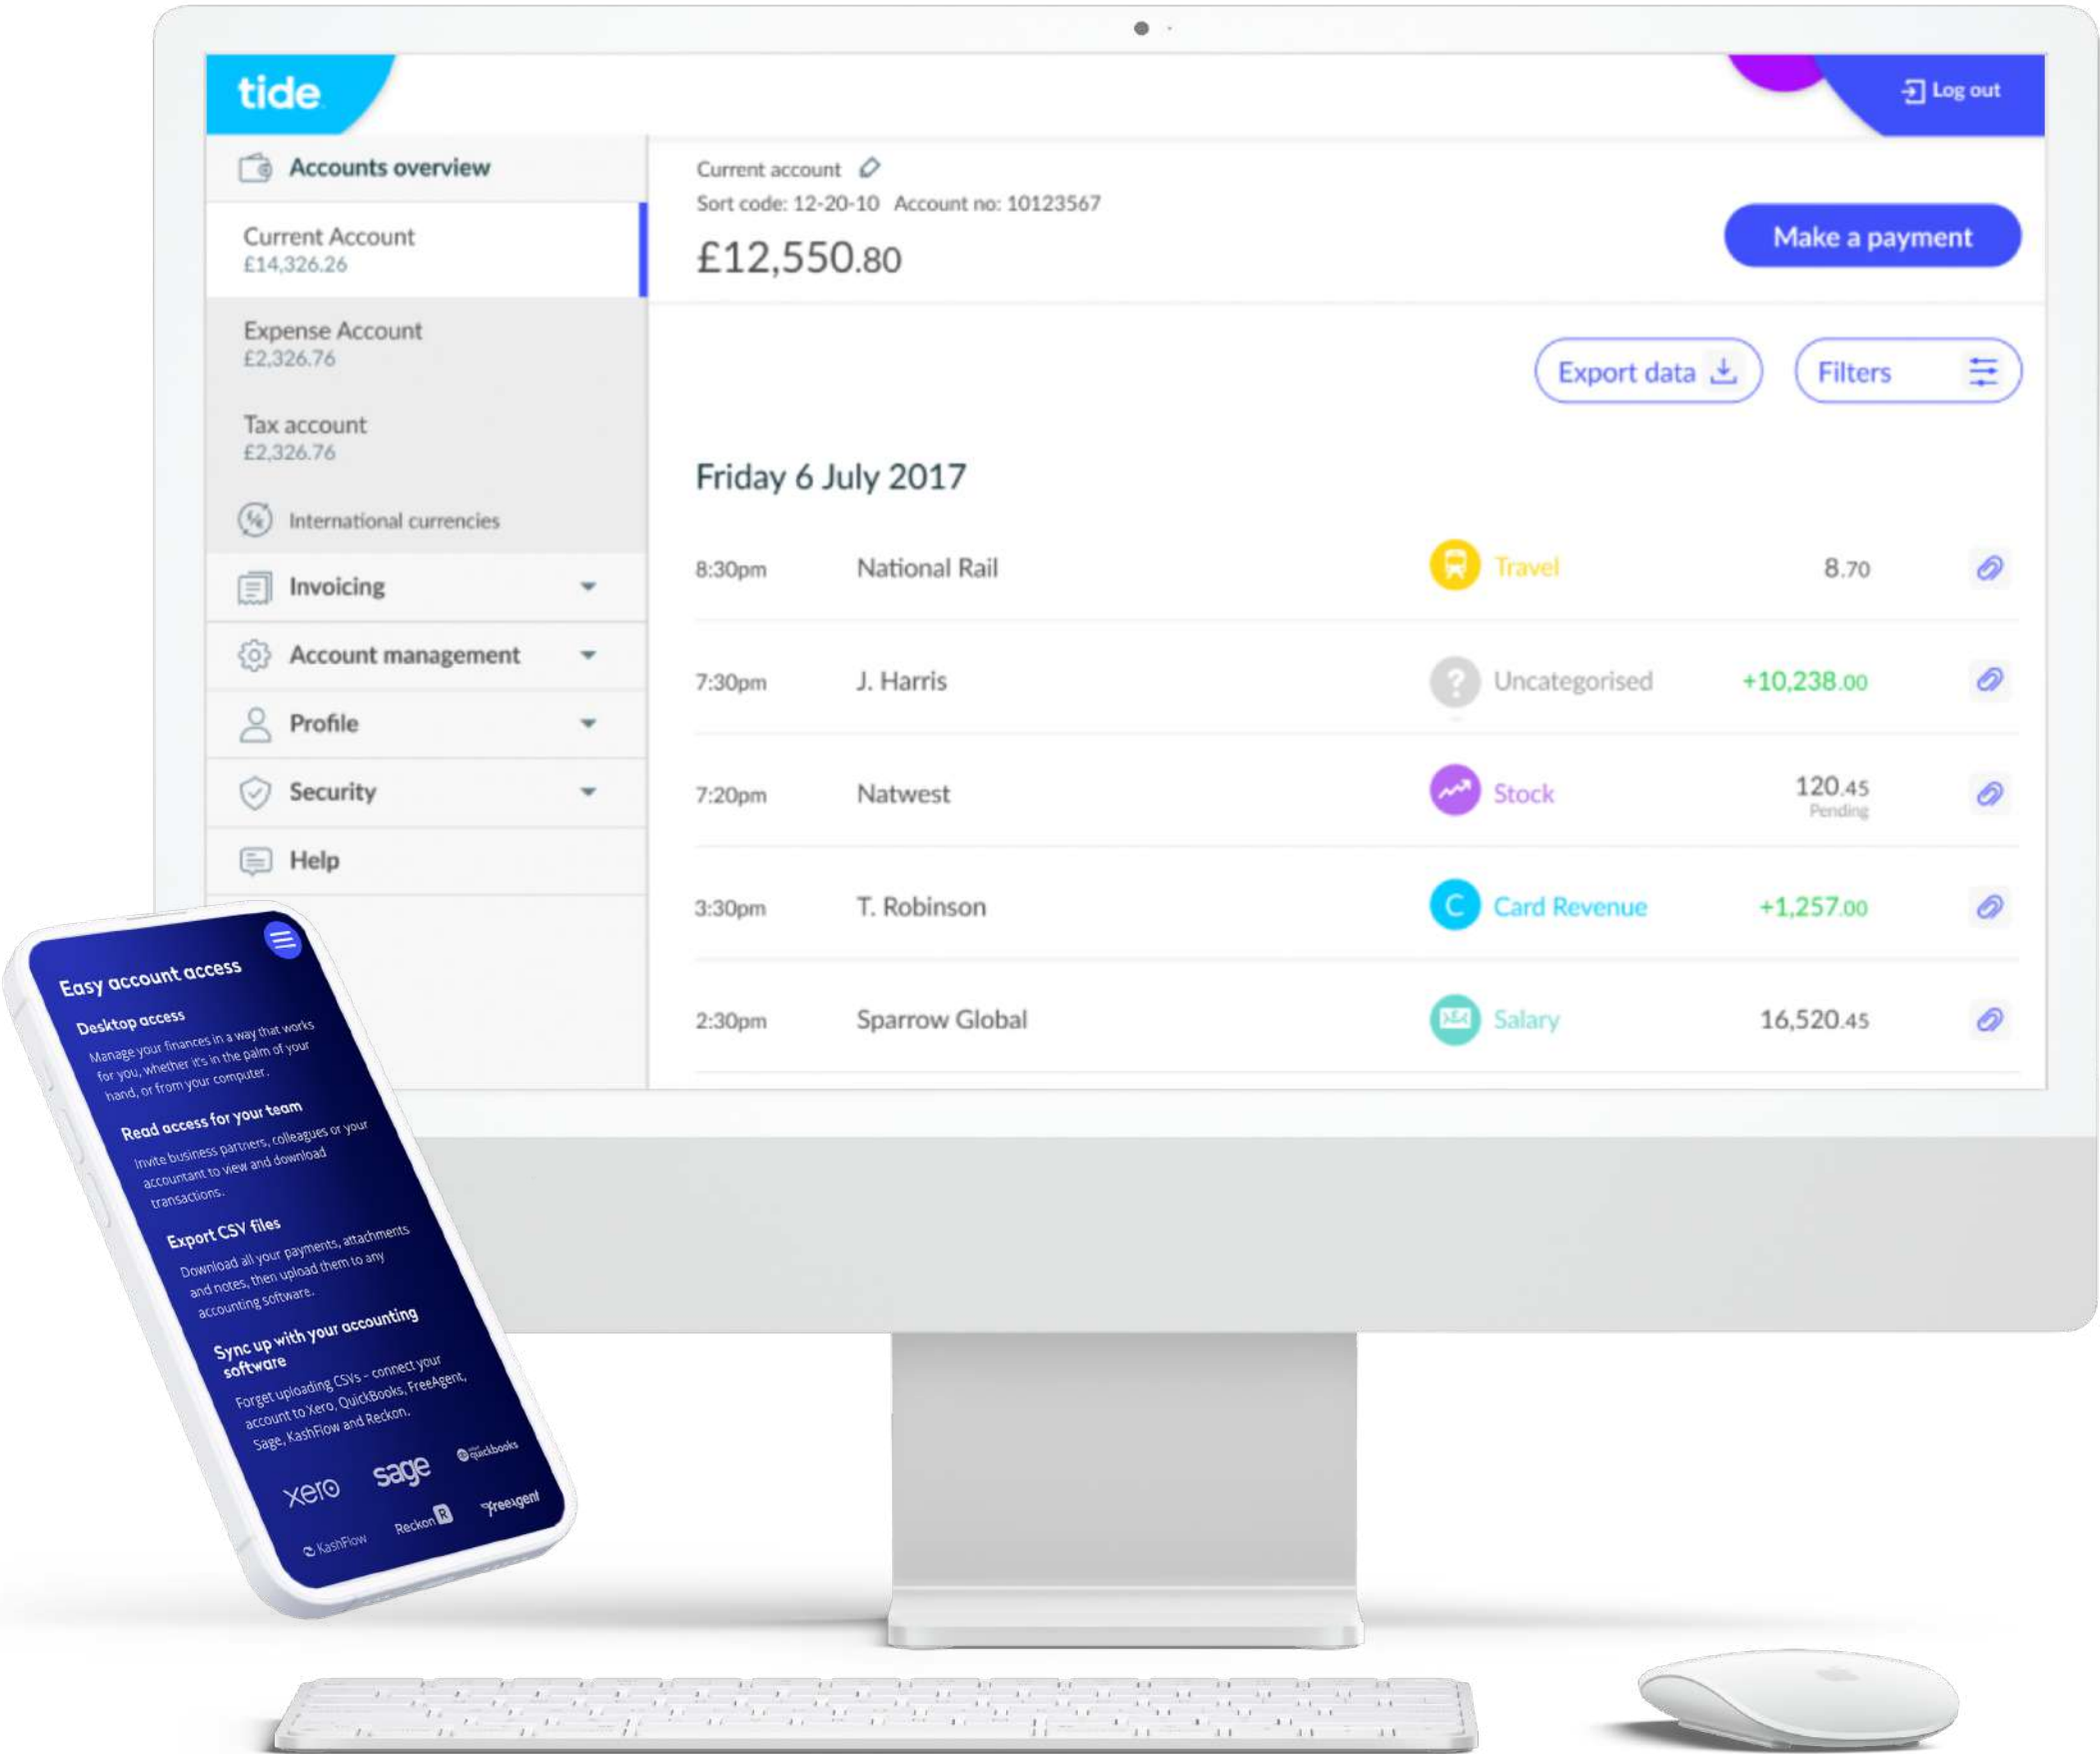 tide
Log out
Accounts overview
Current Account
£14,326.26
Expense Account
£2,326.76
Tax account
£2,326.76
International currencies
Invoicing
Account management
Profile
Security
Help
Current account
Sort code: 12-20-10 Account no: 10123567
£12,550.80
Make a payment
Export data
Filters
Friday 6 July 2017
8:30pm National Rail Travel 8.70
7:30pm J. Harris ? Uncategorised +10,238.00
7:20pm Natwest Stock 120.45
Pending
3:30pm T. Robinson C Card Revenue +1,257.00
2:30pm Sparrow Global Salary 16,520.45
Easy account access
Desktop access
Manage your finances in a way that works
for you, whether it's in the palm of your
hand, or from your computer.
Read access for your team
Invite business partners, colleagues or your
accountant to view and download
transactions.
Export CSV files
Download all your payments, attachments
and notes, then upload them to any
accounting software.
Sync up with your accounting
software
Forget uploading CSVs - connect your
account to Xero, QuickBooks, FreeAgent,
Sage, KashFlow and Reckon.
xero sage quickbooks
KashFlow Reckon R freeagent